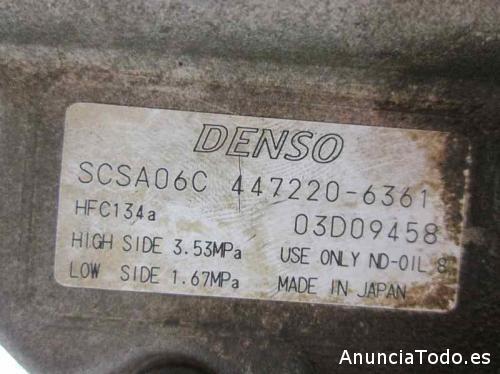 DENSO
SCSA06C 447220-6361
HFC134a 03D09458
HIGH SIDE 3.53MPa USE ONLY ND-OIL 8
LOW SIDE 1.67MPa MADE IN JAPAN
AnunciaTodo.es